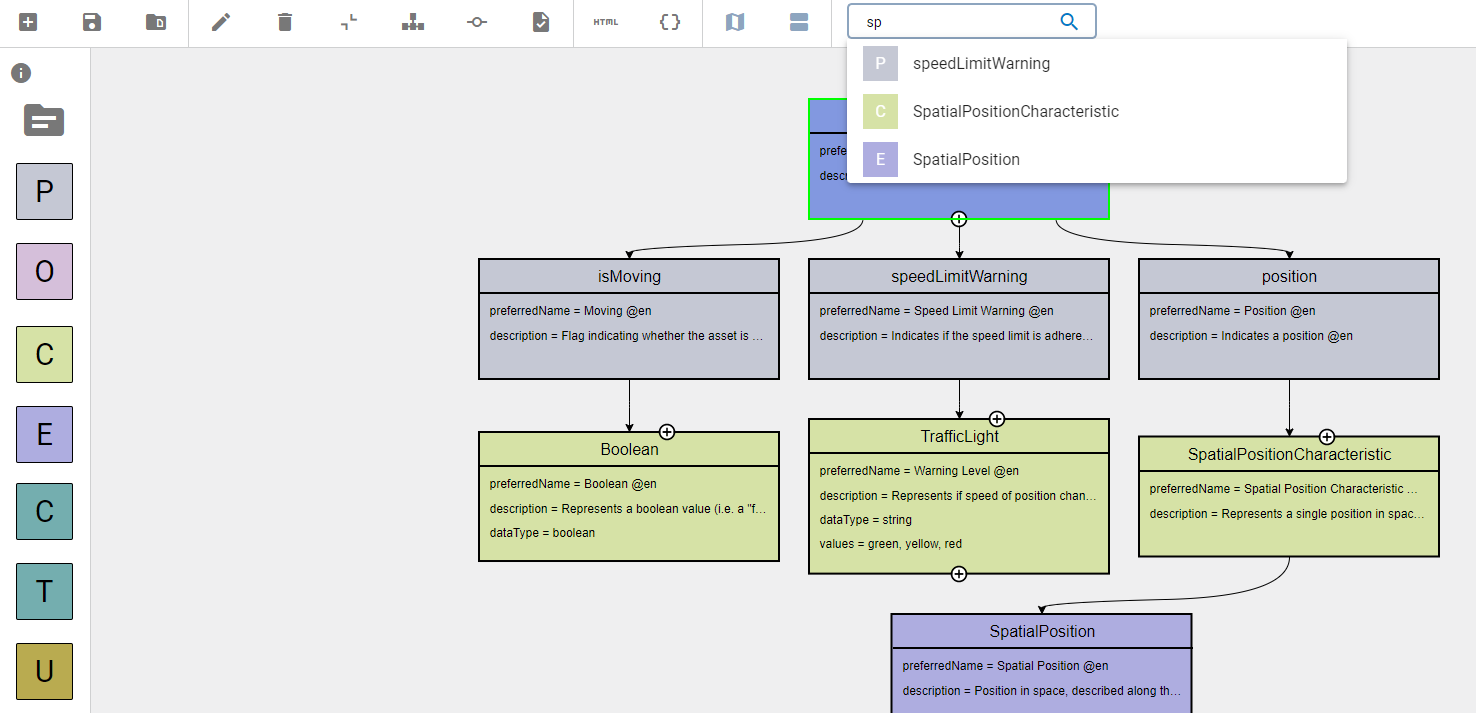 HTML
{}
sp
P speedLimitWarning
C SpatialPositionCharacteristic
E SpatialPosition
P
O
C
E
C
T
U
isMoving
preferredName = Moving @en
description = Flag indicating whether the asset is ...
speedLimitWarning
preferredName = Speed Limit Warning @en
description = Indicates if the speed limit is adhere...
position
preferredName = Position @en
description = Indicates a position @en
Boolean
preferredName = Boolean @en
description = Represents a boolean value (i.e. a "f...
dataType = boolean
TrafficLight
preferredName = Warning Level @en
description = Represents if speed of position chan...
dataType = string
values = green, yellow, red
SpatialPositionCharacteristic
preferredName = Spatial Position Characteristic ...
description = Represents a single position in spac...
SpatialPosition
preferredName = Spatial Position @en
description = Position in space, described along th...